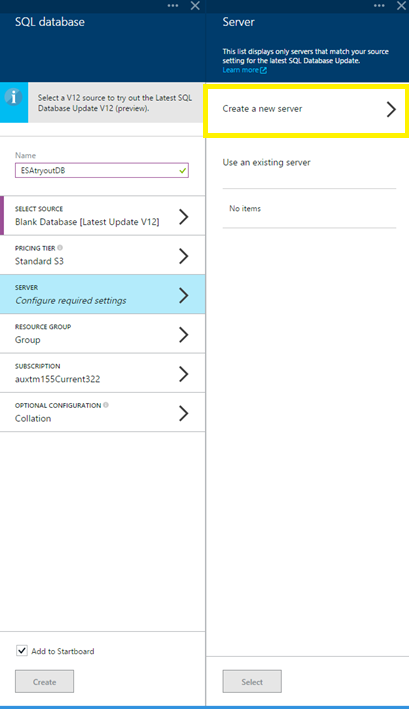 SQL database
Select a V12 source to try out the Latest SQL
Database Update V12 (preview).
Name
ESAtryoutDB
SELECT SOURCE
Blank Database [Latest Update V12]
PRICING TIER
Standard S3
SERVER
Configure required settings
RESOURCE GROUP
Group
SUBSCRIPTION
auxtm155Current322
OPTIONAL CONFIGURATION
Collation
Add to Startboard
Create
Server
This list displays only servers that match your source
setting for the latest SQL Database Update.
Learn more
Create a new server
Use an existing server
No items
Select